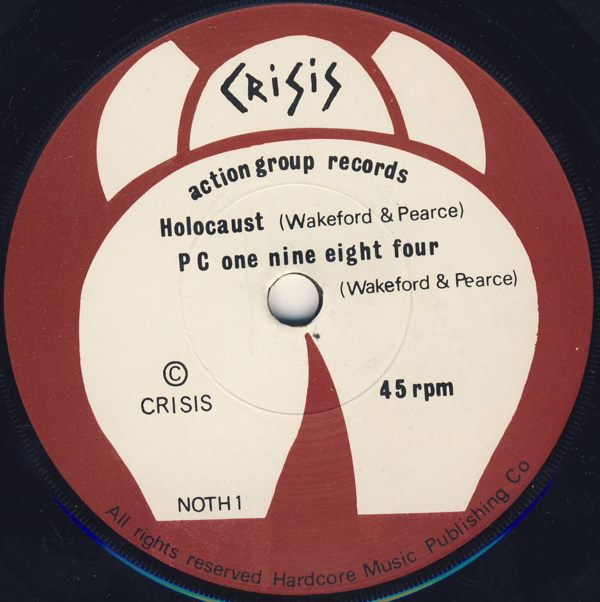 CRISIS
action group records
Holocaust (Wakeford & Pearce)
PC one nine eight four
(Wakeford & Pearce)
© CRISIS
45 rpm
NOTH 1
All rights reserved Hardcore Music Publishing Co